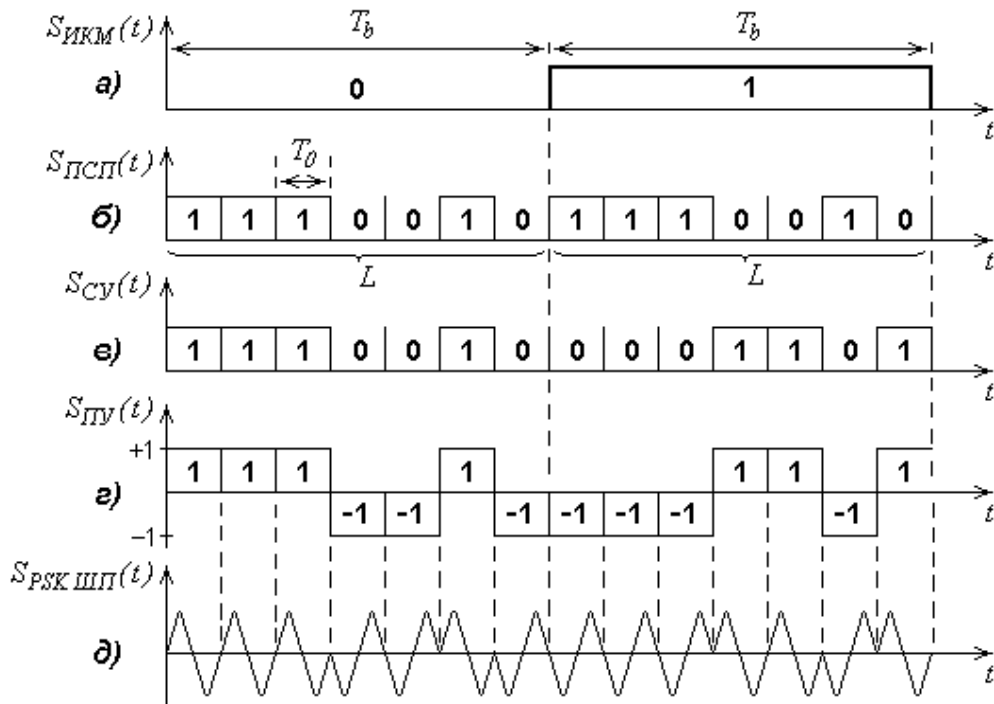 S_ИКМ(t)
T_b T_b
а) 0 1
t
S_ПСП(t) T_0
б) 1 1 1 0 0 1 0 1 1 1 0 0 1 0
t
L L
S_СУ(t)
в) 1 1 1 0 0 1 0 0 0 0 1 1 0 1
t
S_ПУ(t)
+1
г) 1 1 1 -1 -1 1 -1 -1 -1 -1 1 1 -1 1
t
–1
S_PSK ШП(t)
д)
t